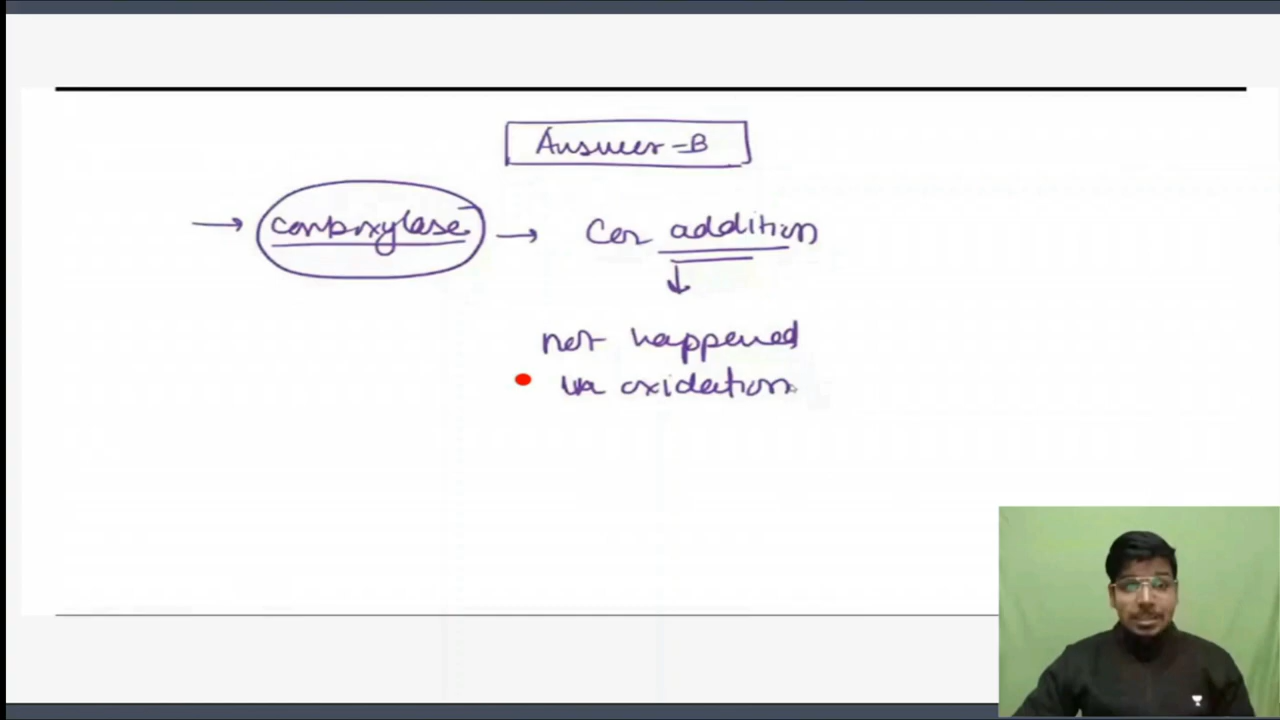 Answer-B
→ carboxylase → CO2 addition
↓
not happened
via oxidation